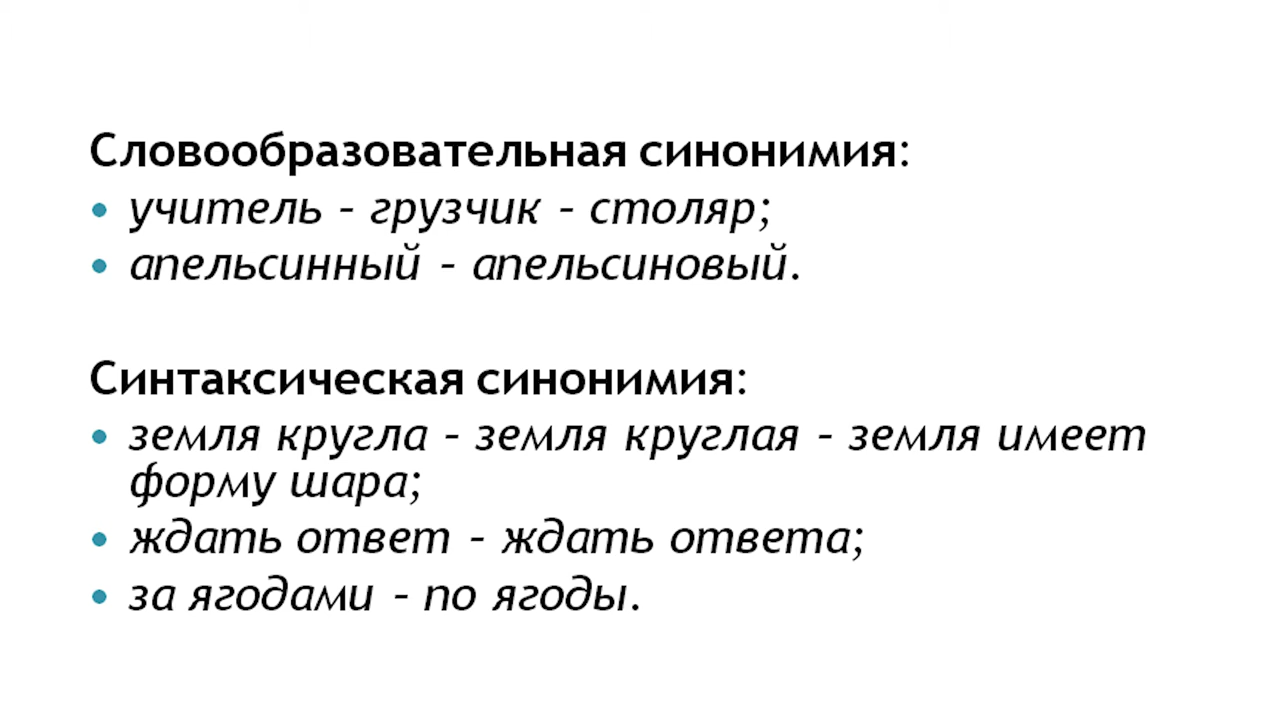 Словообразовательная синонимия:
• учитель – грузчик – столяр;
• апельсинный – апельсиновый.
Синтаксическая синонимия:
• земля кругла – земля круглая – земля имеет
форму шара;
• ждать ответ – ждать ответа;
• за ягодами – по ягоды.